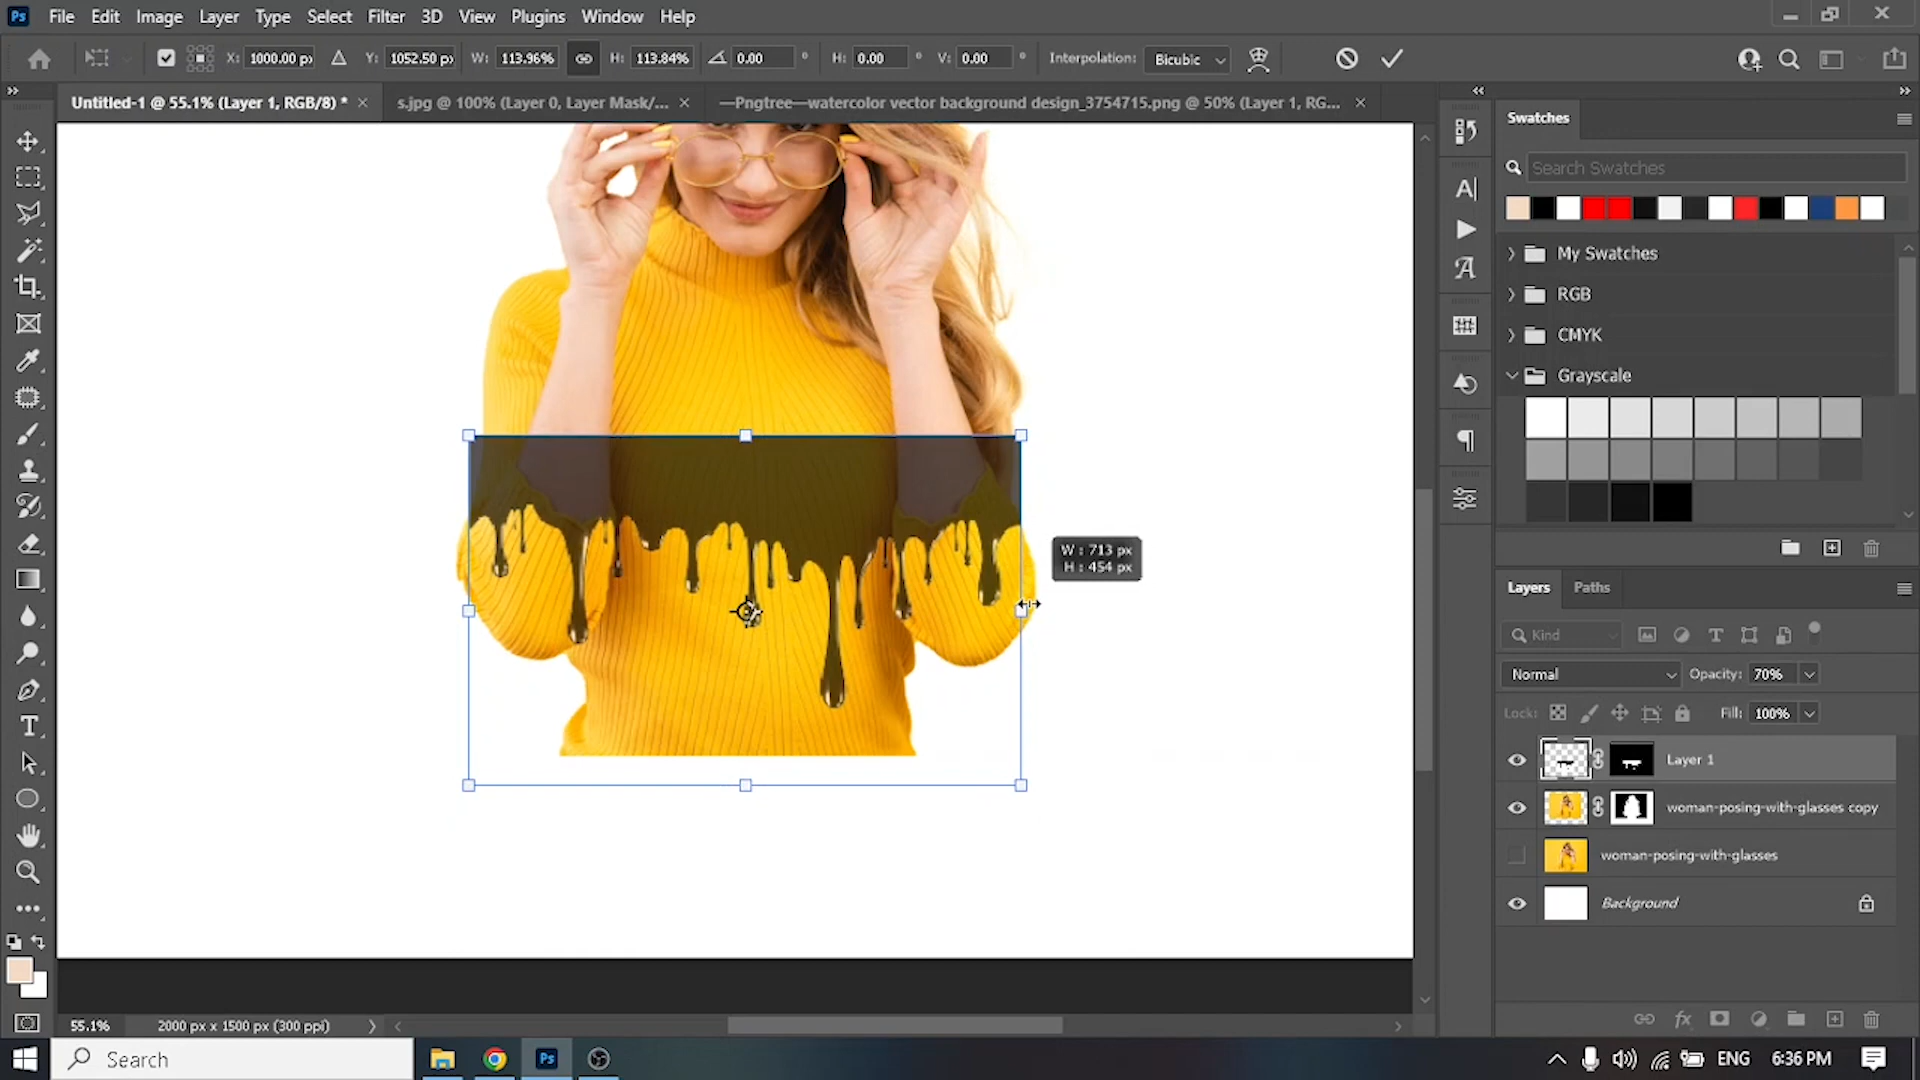 Ps File Edit Image Layer Type Select Filter 3D View Plugins Window Help
X: 1000.00 px Y: 1052.50 px W: 113.96% H: 113.84% 0.00 ° H: 0.00 ° V: 0.00 ° Interpolation: Bicubic
Untitled-1 @ 55.1% (Layer 1, RGB/8) * × s.jpg @ 100% (Layer 0, Layer Mask/... × —Pngtree—watercolor vector background design_3754715.png @ 50% (Layer 1, RG... ×
Swatches
Search Swatches
My Swatches
RGB
CMYK
Grayscale
W : 713 px
H : 454 px
Layers Paths
Kind
Normal Opacity: 70%
Lock: Fill: 100%
Layer 1
woman-posing-with-glasses copy
woman-posing-with-glasses
Background
55.1% 2000 px x 1500 px (300 ppi)
Search Ps ENG 6:36 PM